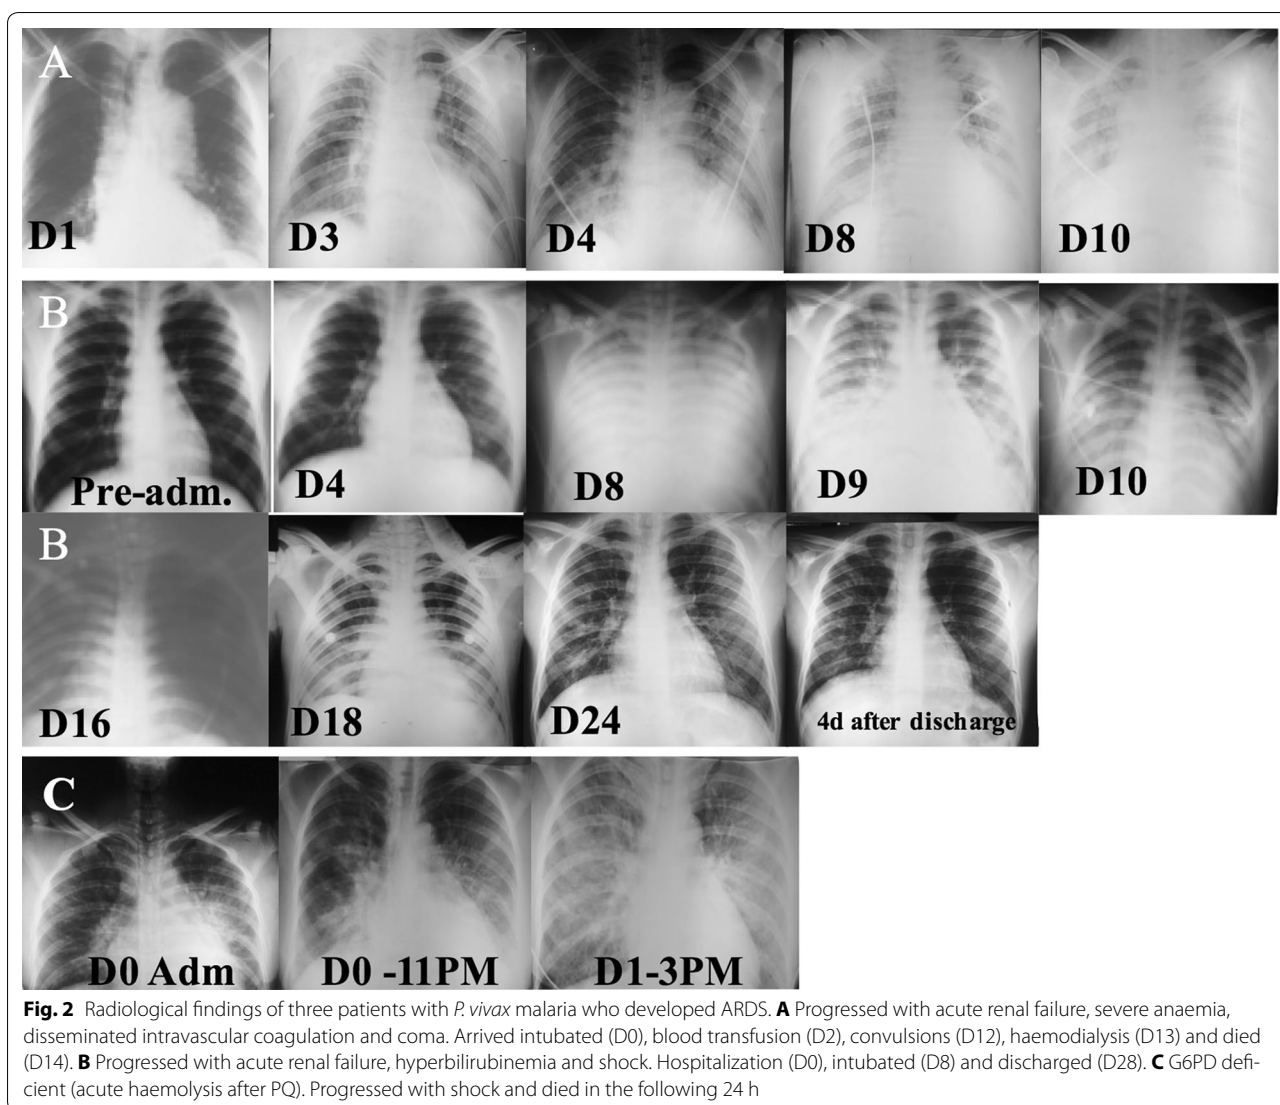 A
D1 D3 D4 D8 D10
B
Pre-adm. D4 D8 D9 D10
B
D16 D18 D24 4d after discharge
C
D0 Adm D0 -11PM D1-3PM
Fig. 2 Radiological findings of three patients with P. vivax malaria who developed ARDS. A Progressed with acute renal failure, severe anaemia,
disseminated intravascular coagulation and coma. Arrived intubated (D0), blood transfusion (D2), convulsions (D12), haemodialysis (D13) and died
(D14). B Progressed with acute renal failure, hyperbilirubinemia and shock. Hospitalization (D0), intubated (D8) and discharged (D28). C G6PD defi-
cient (acute haemolysis after PQ). Progressed with shock and died in the following 24 h